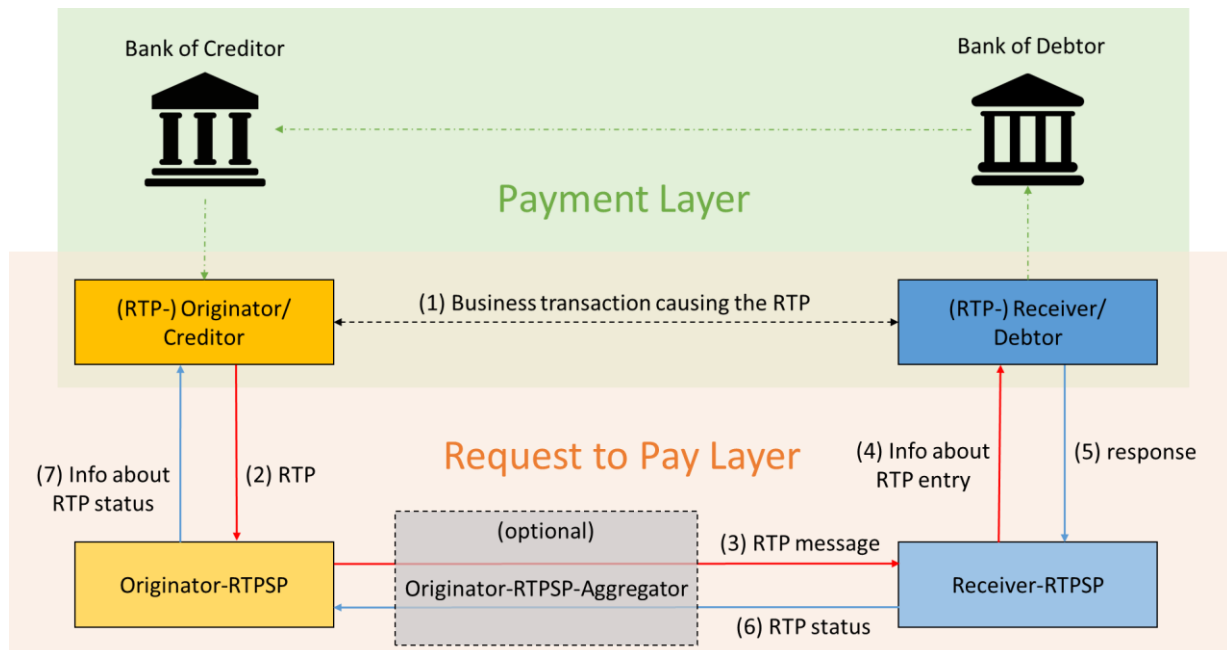 Bank of Creditor
Bank of Debtor
Payment Layer
(RTP-) Originator/
Creditor
(1) Business transaction causing the RTP
(RTP-) Receiver/
Debtor
Request to Pay Layer
(7) Info about
RTP status
(2) RTP
(4) Info about
RTP entry
(5) response
(optional)
Originator-RTPSP-Aggregator
(3) RTP message
Originator-RTPSP
Receiver-RTPSP
(6) RTP status